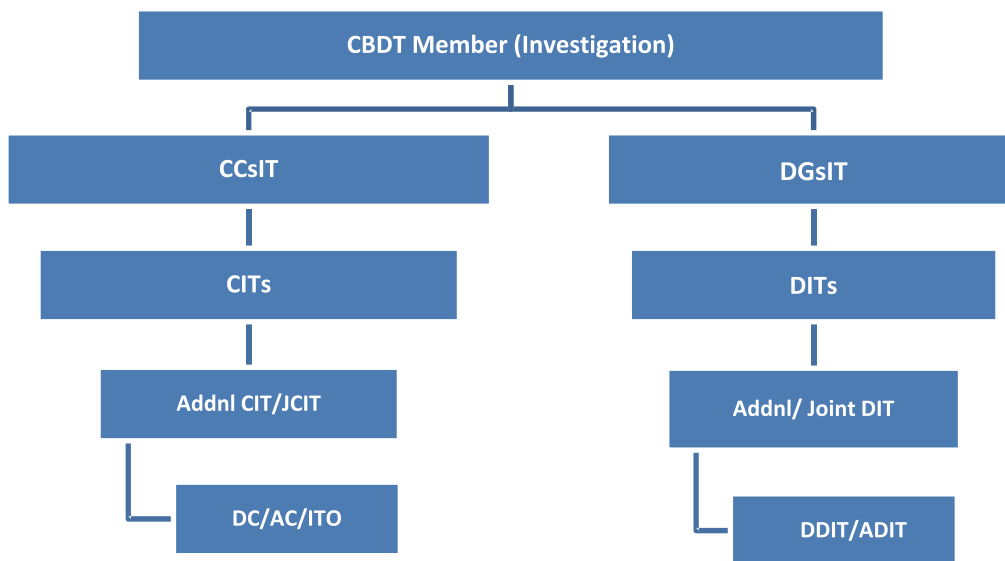 CBDT Member (Investigation)
CCsIT
DGsIT
CITs
DITs
Addnl CIT/JCIT
Addnl/ Joint DIT
DC/AC/ITO
DDIT/ADIT